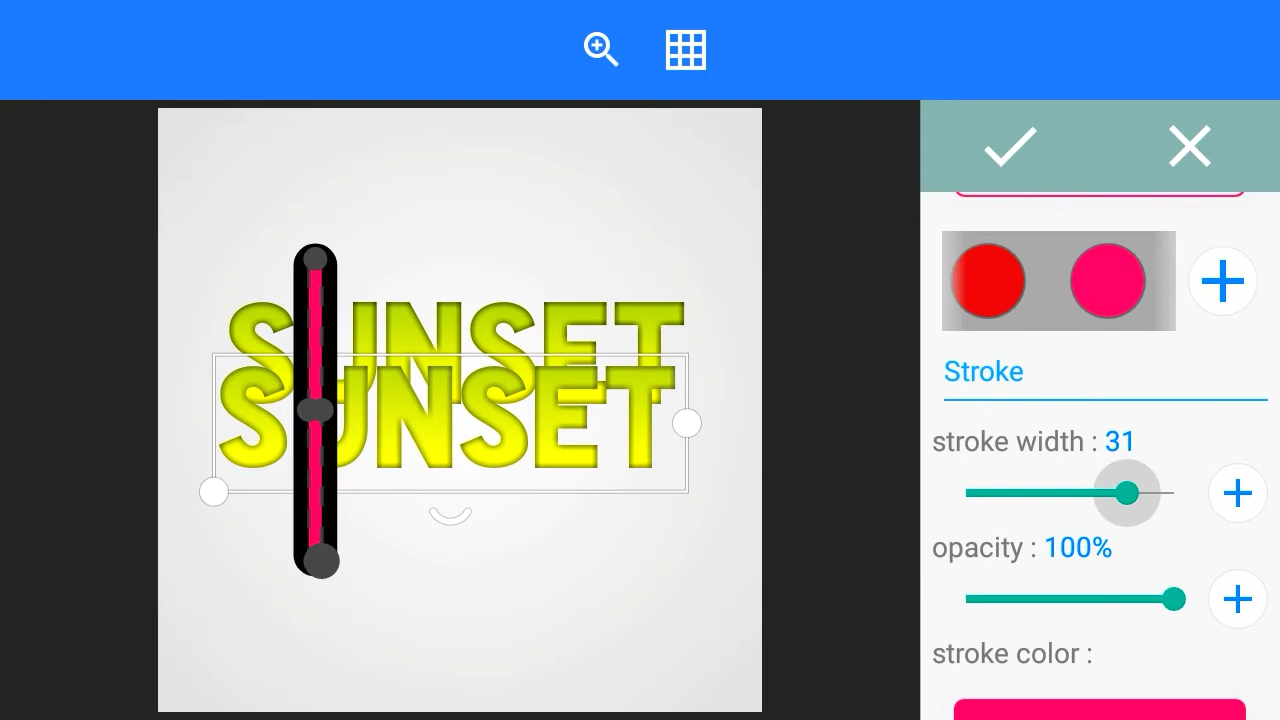 SUNSET
SUNSET
Stroke
stroke width : 31
opacity : 100%
stroke color :